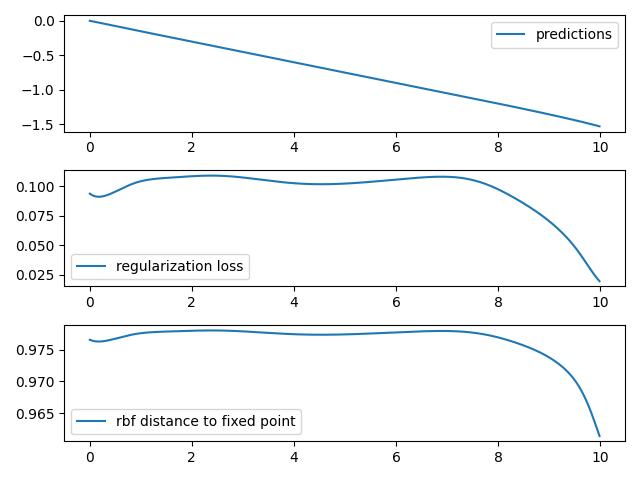 0.0
−0.5
−1.0
−1.5
predictions
0 2 4 6 8 10
0.100
0.075
0.050
0.025
regularization loss
0 2 4 6 8 10
0.975
0.970
0.965
rbf distance to fixed point
0 2 4 6 8 10